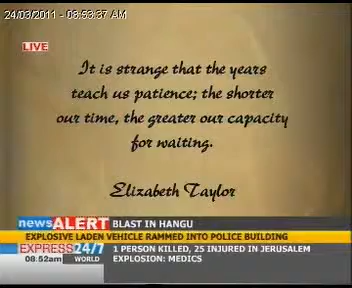 24/03/2011 - 08:53:37 AM
LIVE
It is strange that the years
teach us patience; the shorter
our time, the greater our capacity
for waiting.
Elizabeth Taylor
newsALERT BLAST IN HANGU
EXPLOSIVE LADEN VEHICLE RAMMED INTO POLICE BUILDING
EXPRESS 24/7 1 PERSON KILLED, 25 INJURED IN JERUSALEM
08:52am WORLD EXPLOSION: MEDICS